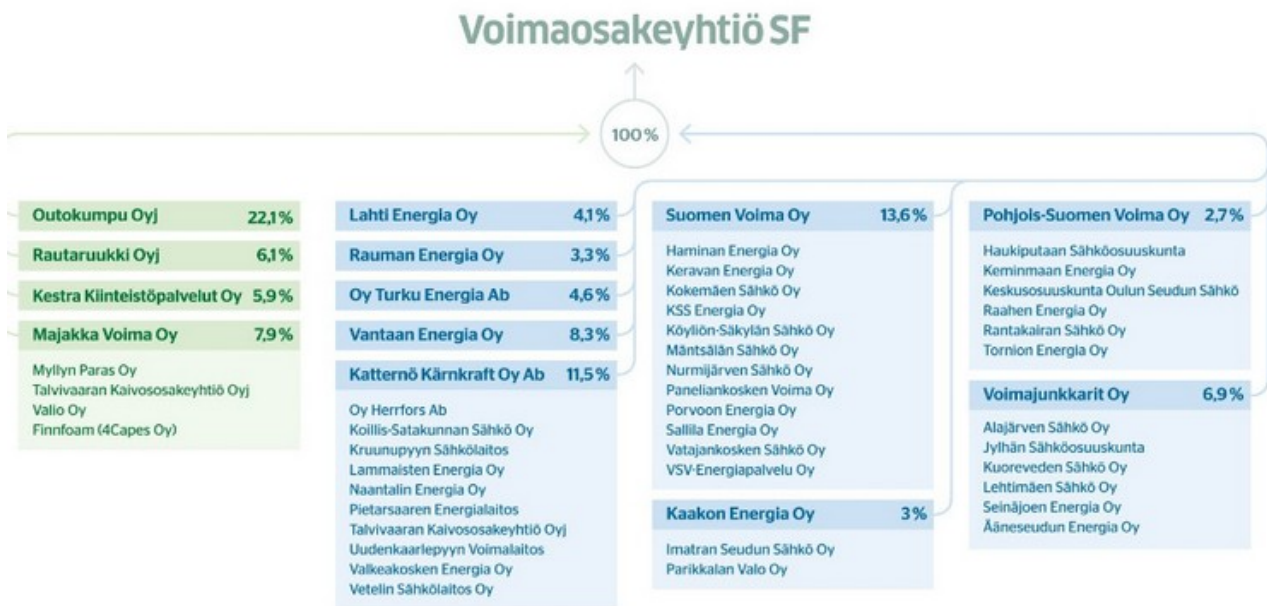 Voimaosakeyhtiö SF
100%
Outokumpu Oyj 22,1%
Rautaruukki Oyj 6,1%
Kestra Kiinteistöpalvelut Oy 5,9%
Majakka Voima Oy 7,9%
Myllyn Paras Oy
Talvivaaran Kaivososakeyhtiö Oyj
Valio Oy
Finnfoam (4Capes Oy)
Lahti Energia Oy 4,1%
Rauman Energia Oy 3,3%
Oy Turku Energia Ab 4,6%
Vantaan Energia Oy 8,3%
Katternö Kärnkraft Oy Ab 11,5%
Oy Herrfors Ab
Koillis-Satakunnan Sähkö Oy
Kruunupyyn Sähkölaitos
Lammaisten Energia Oy
Naantalin Energia Oy
Pietarsaaren Energialaitos
Talvivaaran Kaivososakeyhtiö Oyj
Uudenkaarlepyyn Voimalaitos
Valkeakosken Energia Oy
Vetelin Sähkölaitos Oy
Suomen Voima Oy 13,6%
Haminan Energia Oy
Keravan Energia Oy
Kokemäen Sähkö Oy
KSS Energia Oy
Köyliön-Säkylän Sähkö Oy
Mäntsälän Sähkö Oy
Nurmijärven Sähkö Oy
Paneliankosken Voima Oy
Porvoon Energia Oy
Sallila Energia Oy
Vatajankosken Sähkö Oy
VSV-Energiapalvelu Oy
Kaakon Energia Oy 3%
Imatran Seudun Sähkö Oy
Parikkalan Valo Oy
Pohjois-Suomen Voima Oy 2,7%
Haukiputaan Sähköosuuskunta
Keminmaan Energia Oy
Keskusosuuskunta Oulun Seudun Sähkö
Raahen Energia Oy
Rantakairan Sähkö Oy
Tornion Energia Oy
Voimajunkkarit Oy 6,9%
Alajärven Sähkö Oy
Jylhän Sähköosuuskunta
Kuoreveden Sähkö Oy
Lehtimäen Sähkö Oy
Seinäjoen Energia Oy
Ääneseudun Energia Oy